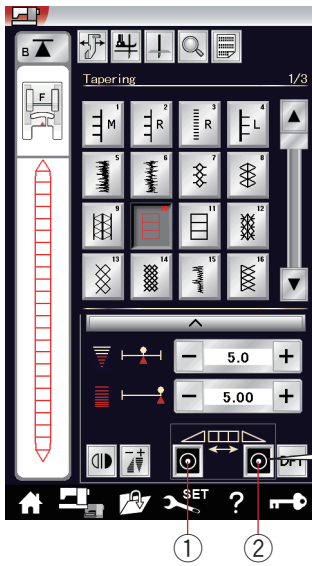 B
Tapering 1/3
F
1 M 2 R 3 R 4 L
5 6 7 8
9 10 11 12
13 14 15 16
− 5.0 +
− 5.00 +
DPT
SET ?
① ②